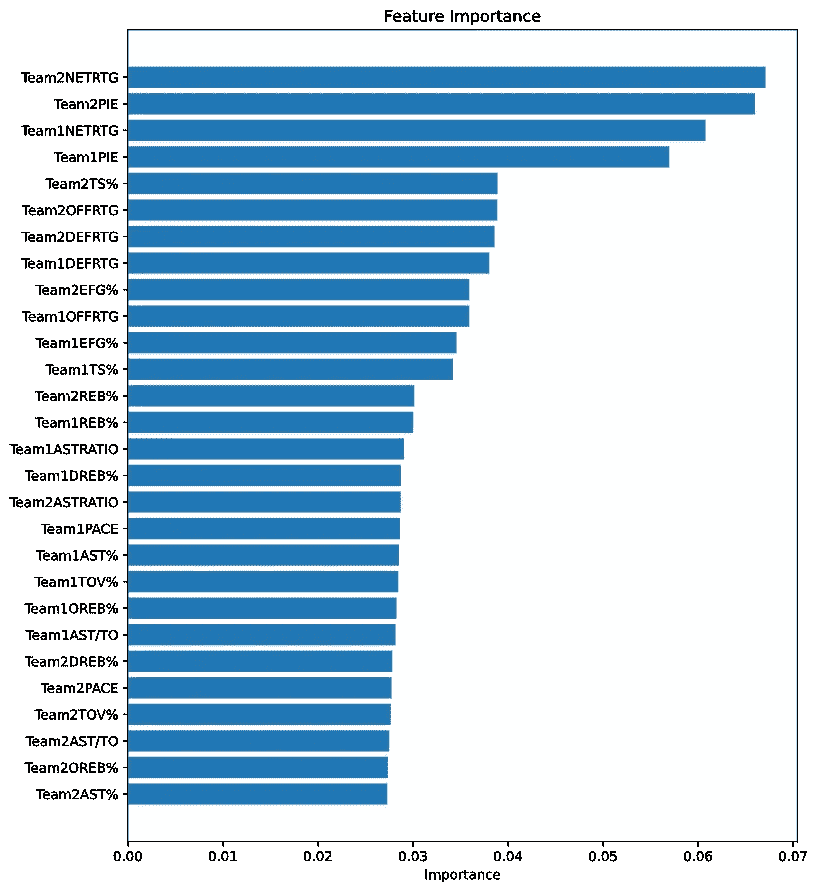 Feature Importance
Team2NETRTG
Team2PIE
Team1NETRTG
Team1PIE
Team2TS%
Team2OFFRTG
Team2DEFRTG
Team1DEFRTG
Team2EFG%
Team1OFFRTG
Team1EFG%
Team1TS%
Team2REB%
Team1REB%
Team1ASTRATIO
Team1DREB%
Team2ASTRATIO
Team1PACE
Team1AST%
Team1TOV%
Team1OREB%
Team1AST/TO
Team2DREB%
Team2PACE
Team2TOV%
Team2AST/TO
Team2OREB%
Team2AST%
0.00 0.01 0.02 0.03 0.04 0.05 0.06 0.07
Importance